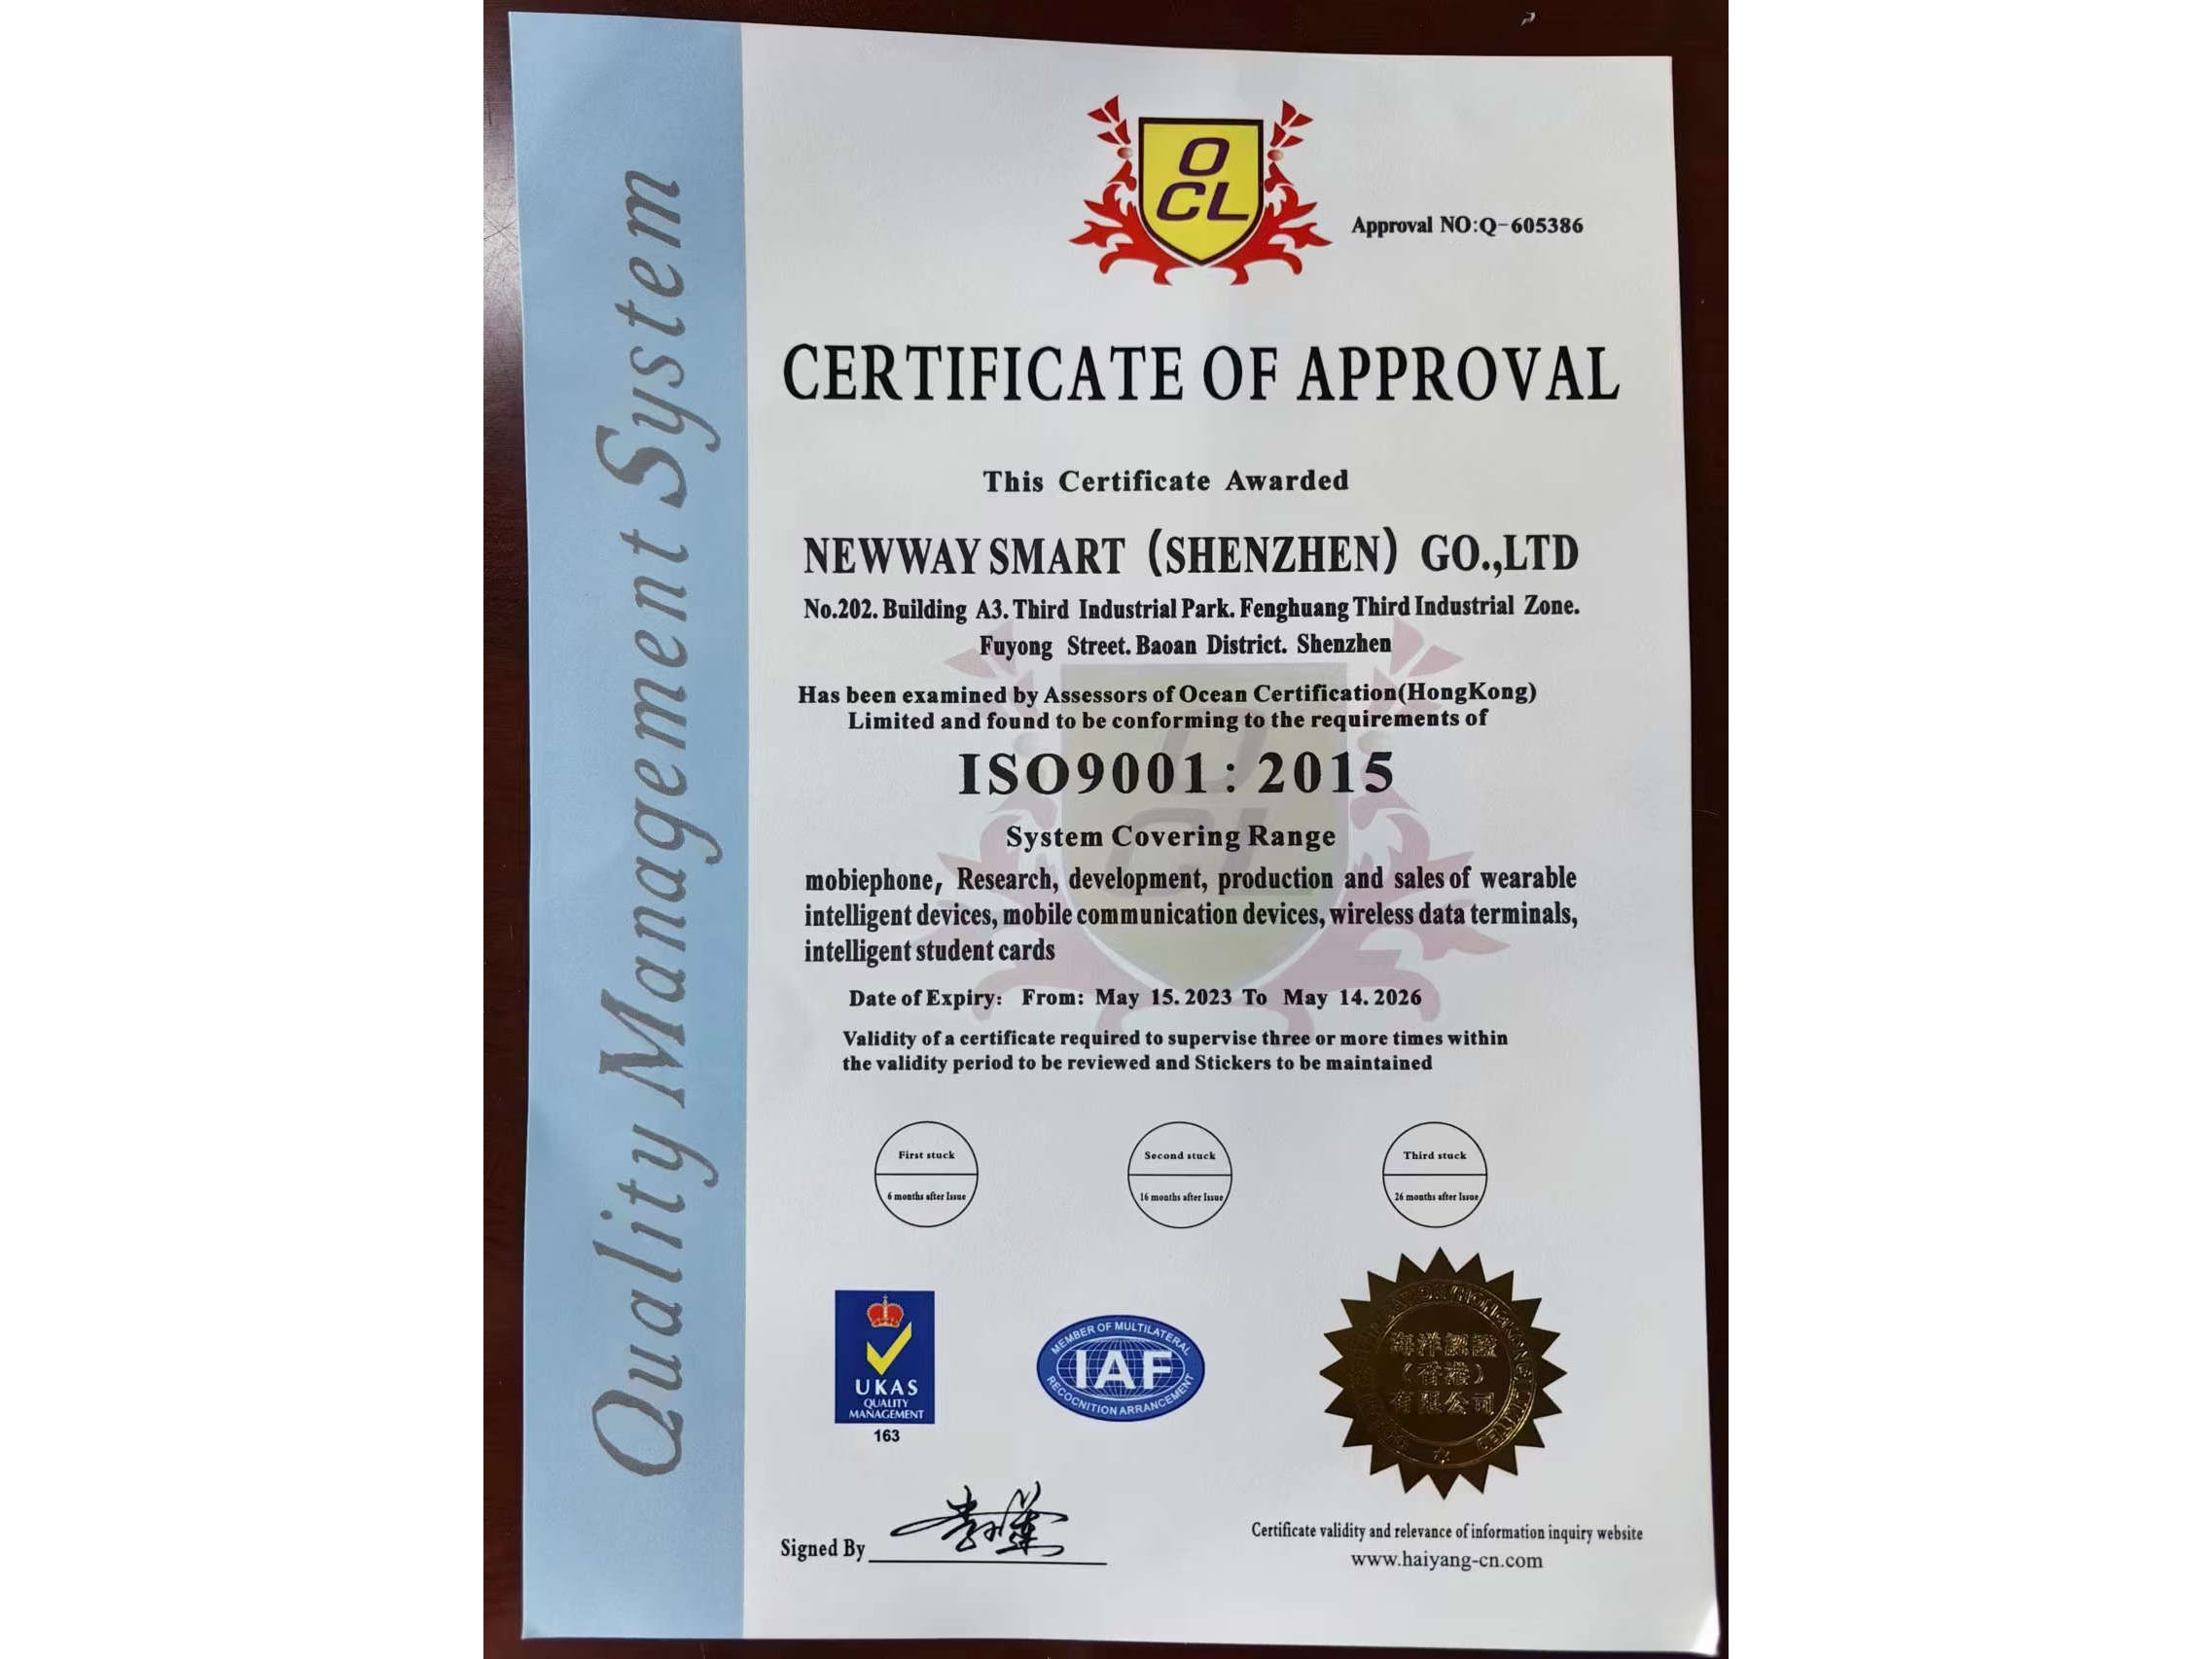 Quality Management System
O
CL
Approval NO:Q-605386
CERTIFICATE OF APPROVAL
This Certificate Awarded
NEWWAY SMART (SHENZHEN) GO.,LTD
No.202. Building A3. Third Industrial Park. Fenghuang Third Industrial Zone.
Fuyong Street. Baoan District. Shenzhen
Has been examined by Assessors of Ocean Certification(HongKong)
Limited and found to be conforming to the requirements of
ISO9001: 2015
System Covering Range
mobiephone, Research, development, production and sales of wearable
intelligent devices, mobile communication devices, wireless data terminals,
intelligent student cards
Date of Expiry: From: May 15. 2023 To May 14. 2026
Validity of a certificate required to supervise three or more times within
the validity period to be reviewed and Stickers to be maintained
First stuck
6 months after Issue
Second stuck
16 months after Issue
Third stuck
26 months after Issue
UKAS
QUALITY
MANAGEMENT
163
MEMBER OF MULTILATERAL
IAF
RECOGNITION ARRANGEMENT
海洋認證
(香港)
有限公司
Signed By
Certificate validity and relevance of information inquiry website
www.haiyang-cn.com